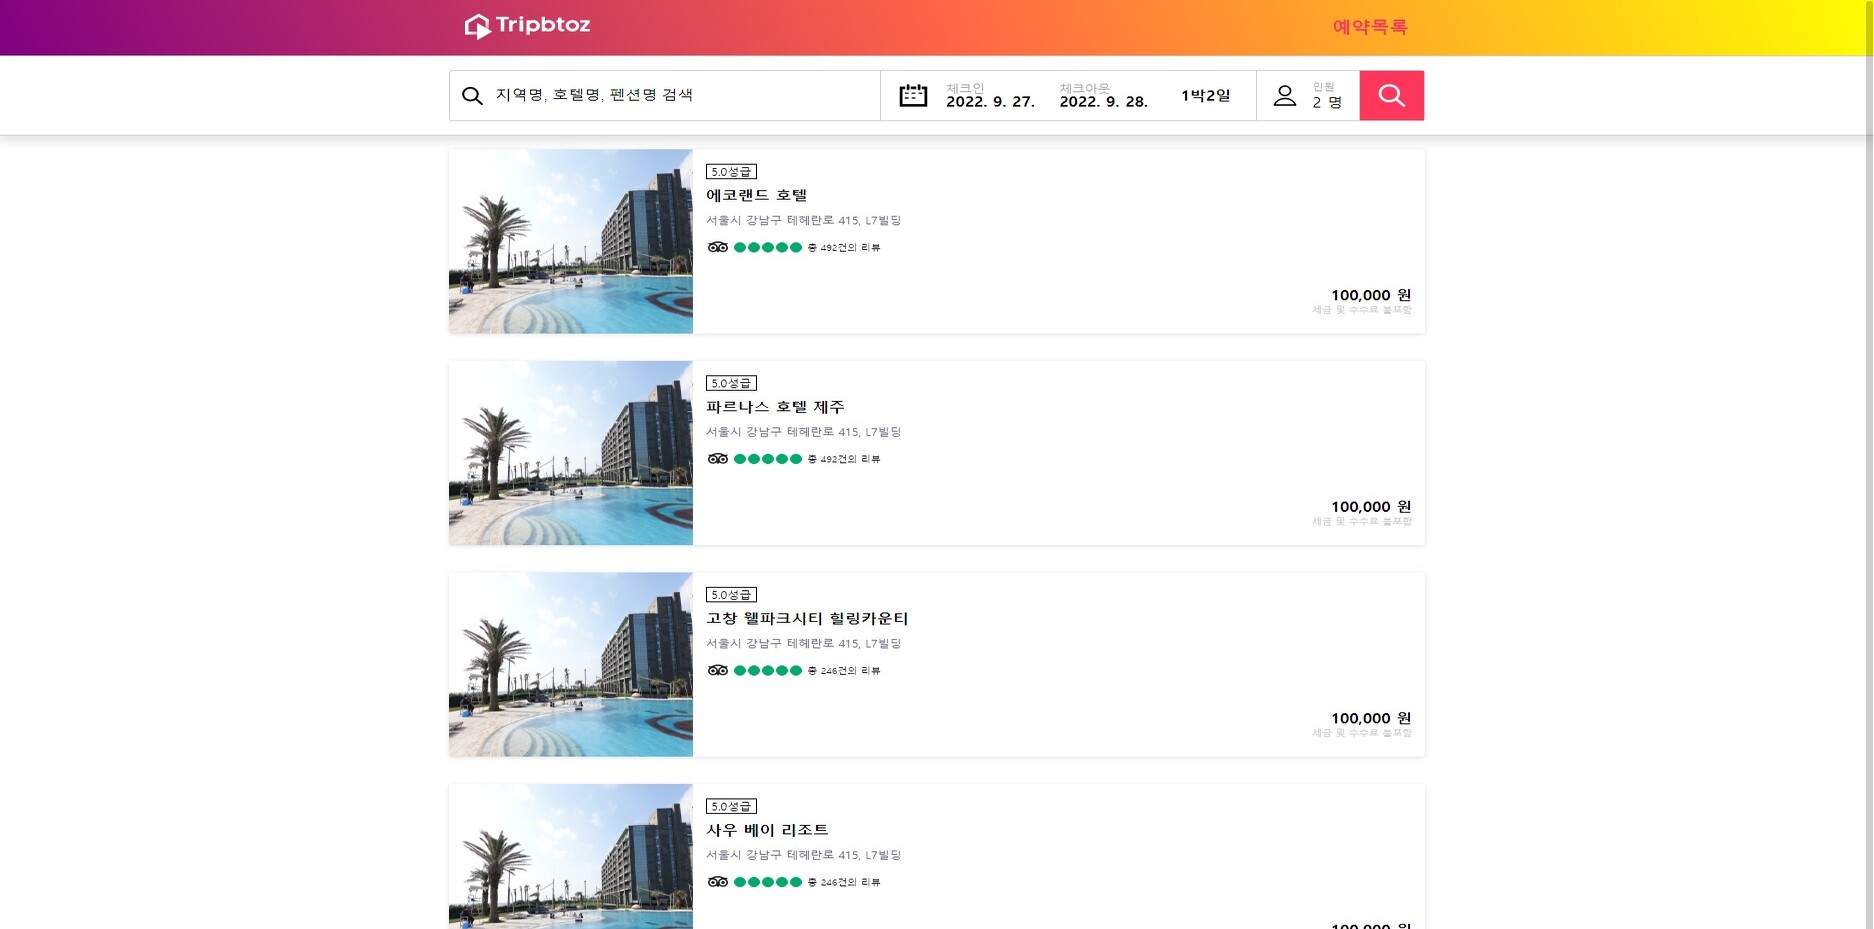 Tripbtoz
예약목록
지역명, 호텔명, 펜션명 검색
체크인
2022. 9. 27.
체크아웃
2022. 9. 28.
1박2일
인원
2 명
5.0성급
에코랜드 호텔
서울시 강남구 테헤란로 415, L7빌딩
총 492건의 리뷰
100,000 원
세금 및 수수료 불포함
5.0성급
파르나스 호텔 제주
서울시 강남구 테헤란로 415, L7빌딩
총 492건의 리뷰
100,000 원
세금 및 수수료 불포함
5.0성급
고창 웰파크시티 힐링카운티
서울시 강남구 테헤란로 415, L7빌딩
총 246건의 리뷰
100,000 원
세금 및 수수료 불포함
5.0성급
사우 베이 리조트
서울시 강남구 테헤란로 415, L7빌딩
총 246건의 리뷰
100,000 원